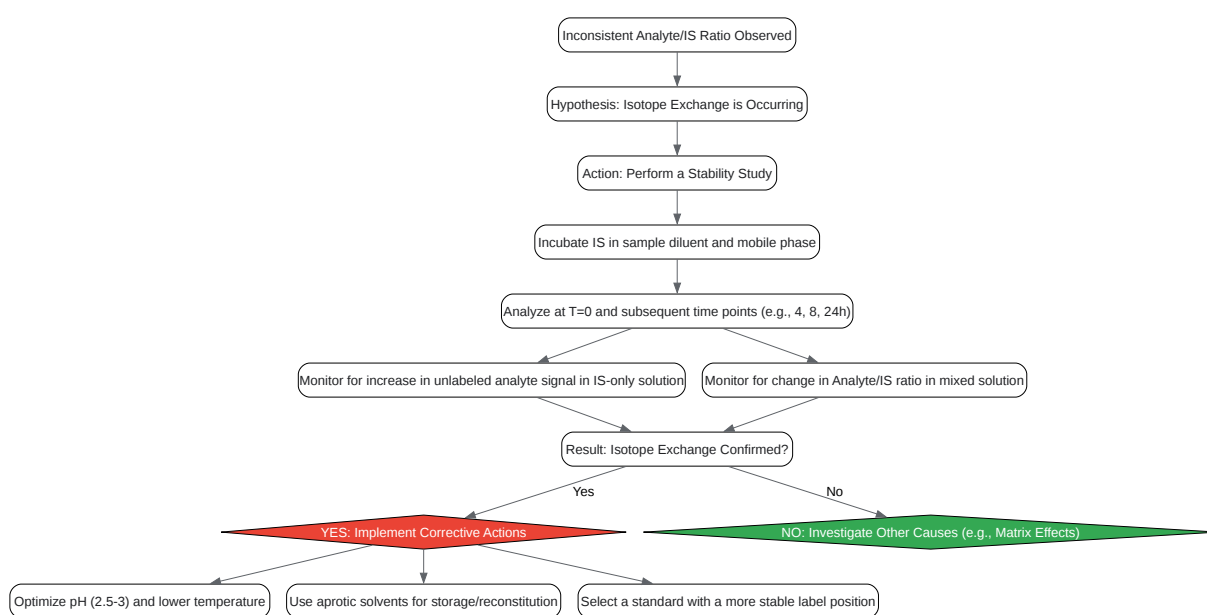 Inconsistent Analyte/IS Ratio Observed
Hypothesis: Isotope Exchange is Occurring
Action: Perform a Stability Study
Incubate IS in sample diluent and mobile phase
Analyze at T=0 and subsequent time points (e.g., 4, 8, 24h)
Monitor for increase in unlabeled analyte signal in IS-only solution
Monitor for change in Analyte/IS ratio in mixed solution
Result: Isotope Exchange Confirmed?
Yes
No
YES: Implement Corrective Actions
NO: Investigate Other Causes (e.g., Matrix Effects)
Optimize pH (2.5-3) and lower temperature
Use aprotic solvents for storage/reconstitution
Select a standard with a more stable label position